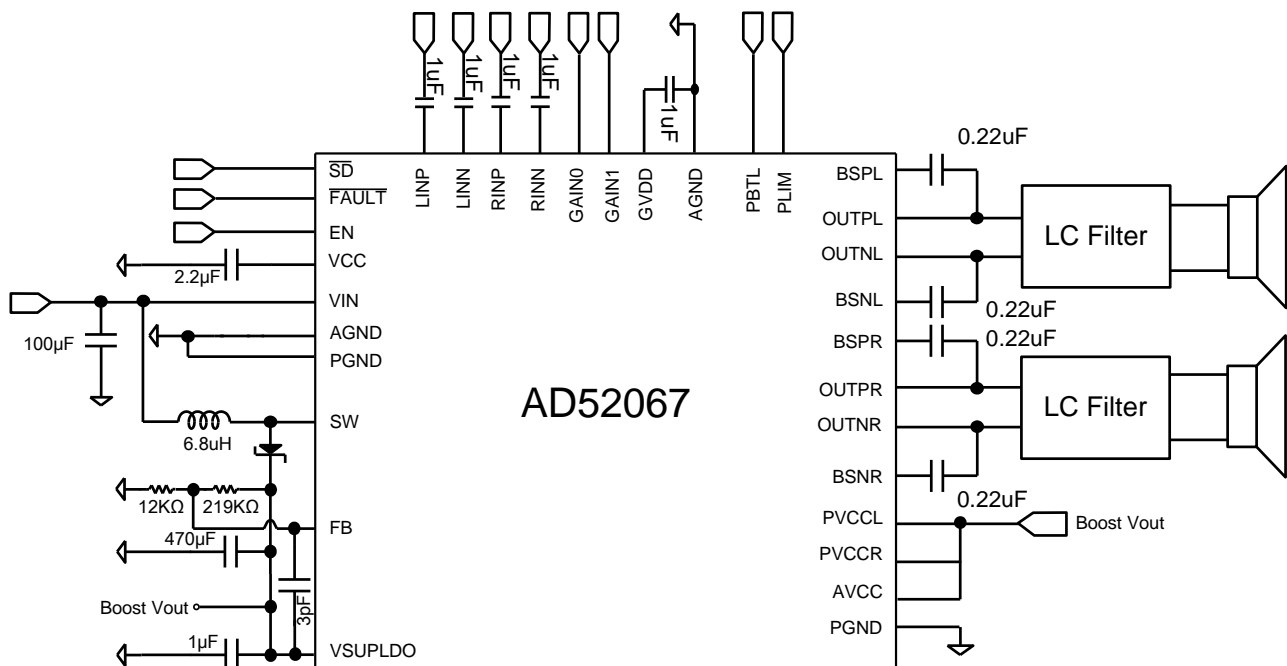 1uF
1uF
1uF
1uF
1uF
LINP
LINN
RINP
RINN
GAIN0
GAIN1
GVDD
AGND
PBTL
PLIM
SD
FAULT
EN
VCC
2.2µF
VIN
100µF
AGND
PGND
SW
6.8uH
12KΩ
219KΩ
FB
470µF
3pF
Boost Vout
1µF
VSUPLDO
AD52067
0.22uF
BSPL
OUTPL
LC Filter
OUTNL
BSNL
0.22uF
BSPR
0.22uF
OUTPR
LC Filter
OUTNR
BSNR
0.22uF
PVCCL
Boost Vout
PVCCR
AVCC
PGND